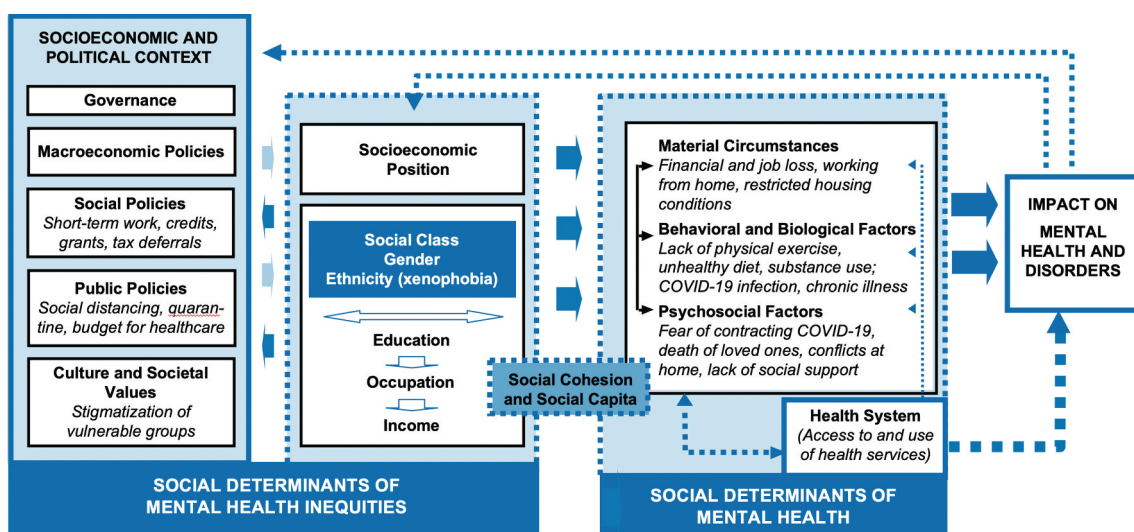 SOCIOECONOMIC AND
POLITICAL CONTEXT
Governance
Macroeconomic Policies
Social Policies
Short-term work, credits,
grants, tax deferrals
Public Policies
Social distancing, quaran-
tine, budget for healthcare
Culture and Societal
Values
Stigmatization of
vulnerable groups
Socioeconomic
Position
Social Class
Gender
Ethnicity (xenophobia)
Education
Occupation
Income
SOCIAL DETERMINANTS OF
MENTAL HEALTH INEQUITIES
Social Cohesion
and Social Capita
Material Circumstances
Financial and job loss, working
from home, restricted housing
conditions
Behavioral and Biological Factors
Lack of physical exercise,
unhealthy diet, substance use;
COVID-19 infection, chronic illness
Psychosocial Factors
Fear of contracting COVID-19,
death of loved ones, conflicts at
home, lack of social support
Health System
(Access to and use
of health services)
SOCIAL DETERMINANTS OF
MENTAL HEALTH
IMPACT ON
MENTAL
HEALTH AND
DISORDERS